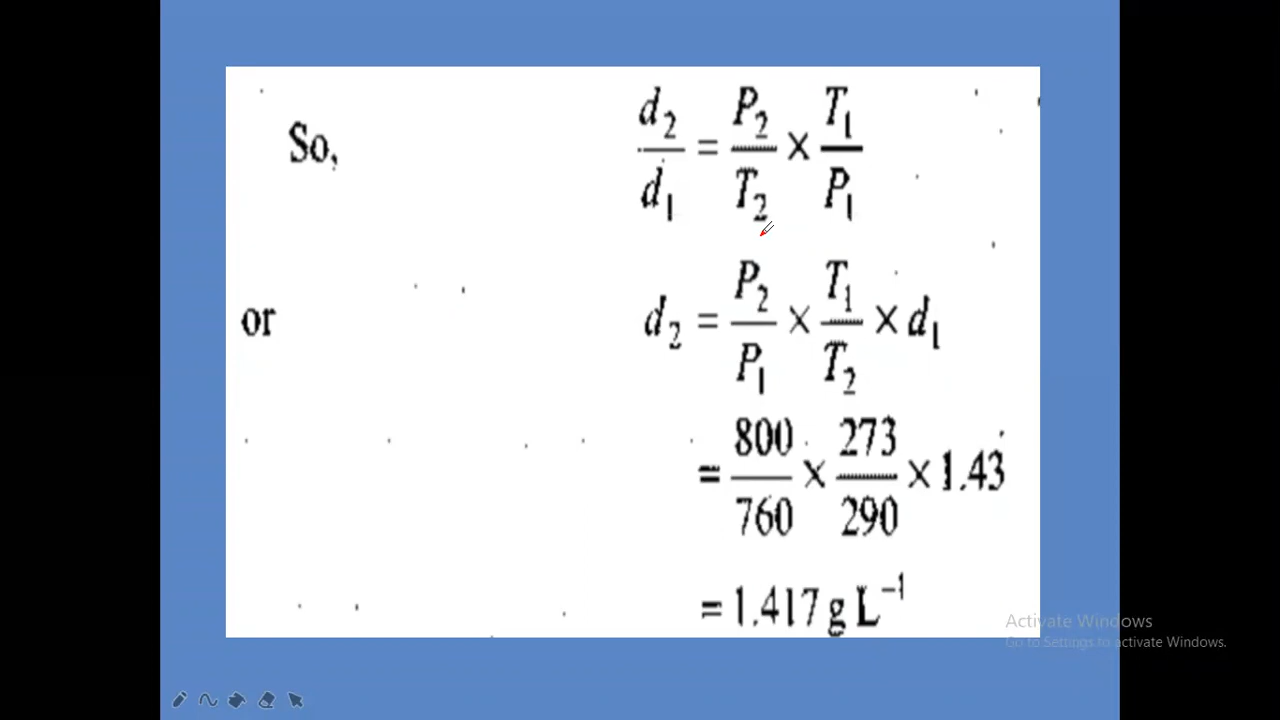 So, d₂/d₁ = P₂/T₂ × T₁/P₁
or d₂ = P₂/P₁ × T₁/T₂ × d₁
= 800/760 × 273/290 × 1.43
= 1.417 g L⁻¹
Activate Windows
Go to Settings to activate Windows.